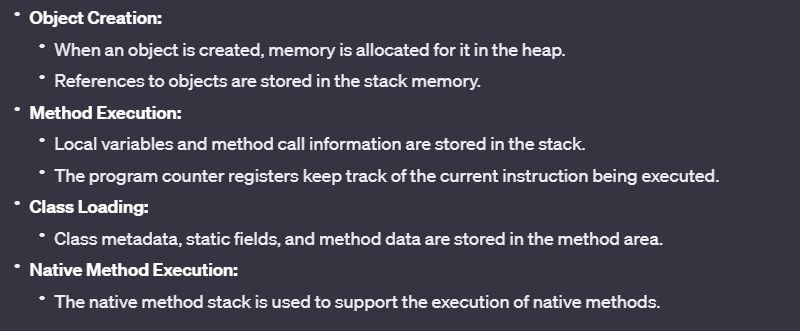 • Object Creation:
• When an object is created, memory is allocated for it in the heap.
• References to objects are stored in the stack memory.
• Method Execution:
• Local variables and method call information are stored in the stack.
• The program counter registers keep track of the current instruction being executed.
• Class Loading:
• Class metadata, static fields, and method data are stored in the method area.
• Native Method Execution:
• The native method stack is used to support the execution of native methods.